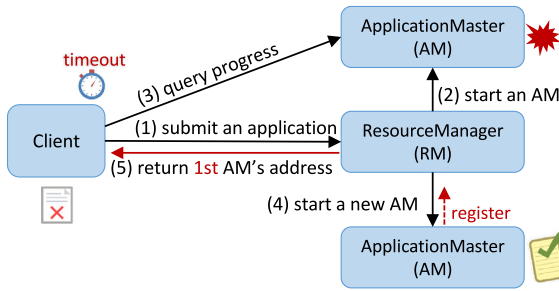 ApplicationMaster
(AM)
timeout
(3) query progress
(2) start an AM
Client
(1) submit an application
ResourceManager
(RM)
(5) return 1st AM's address
(4) start a new AM
register
ApplicationMaster
(AM)